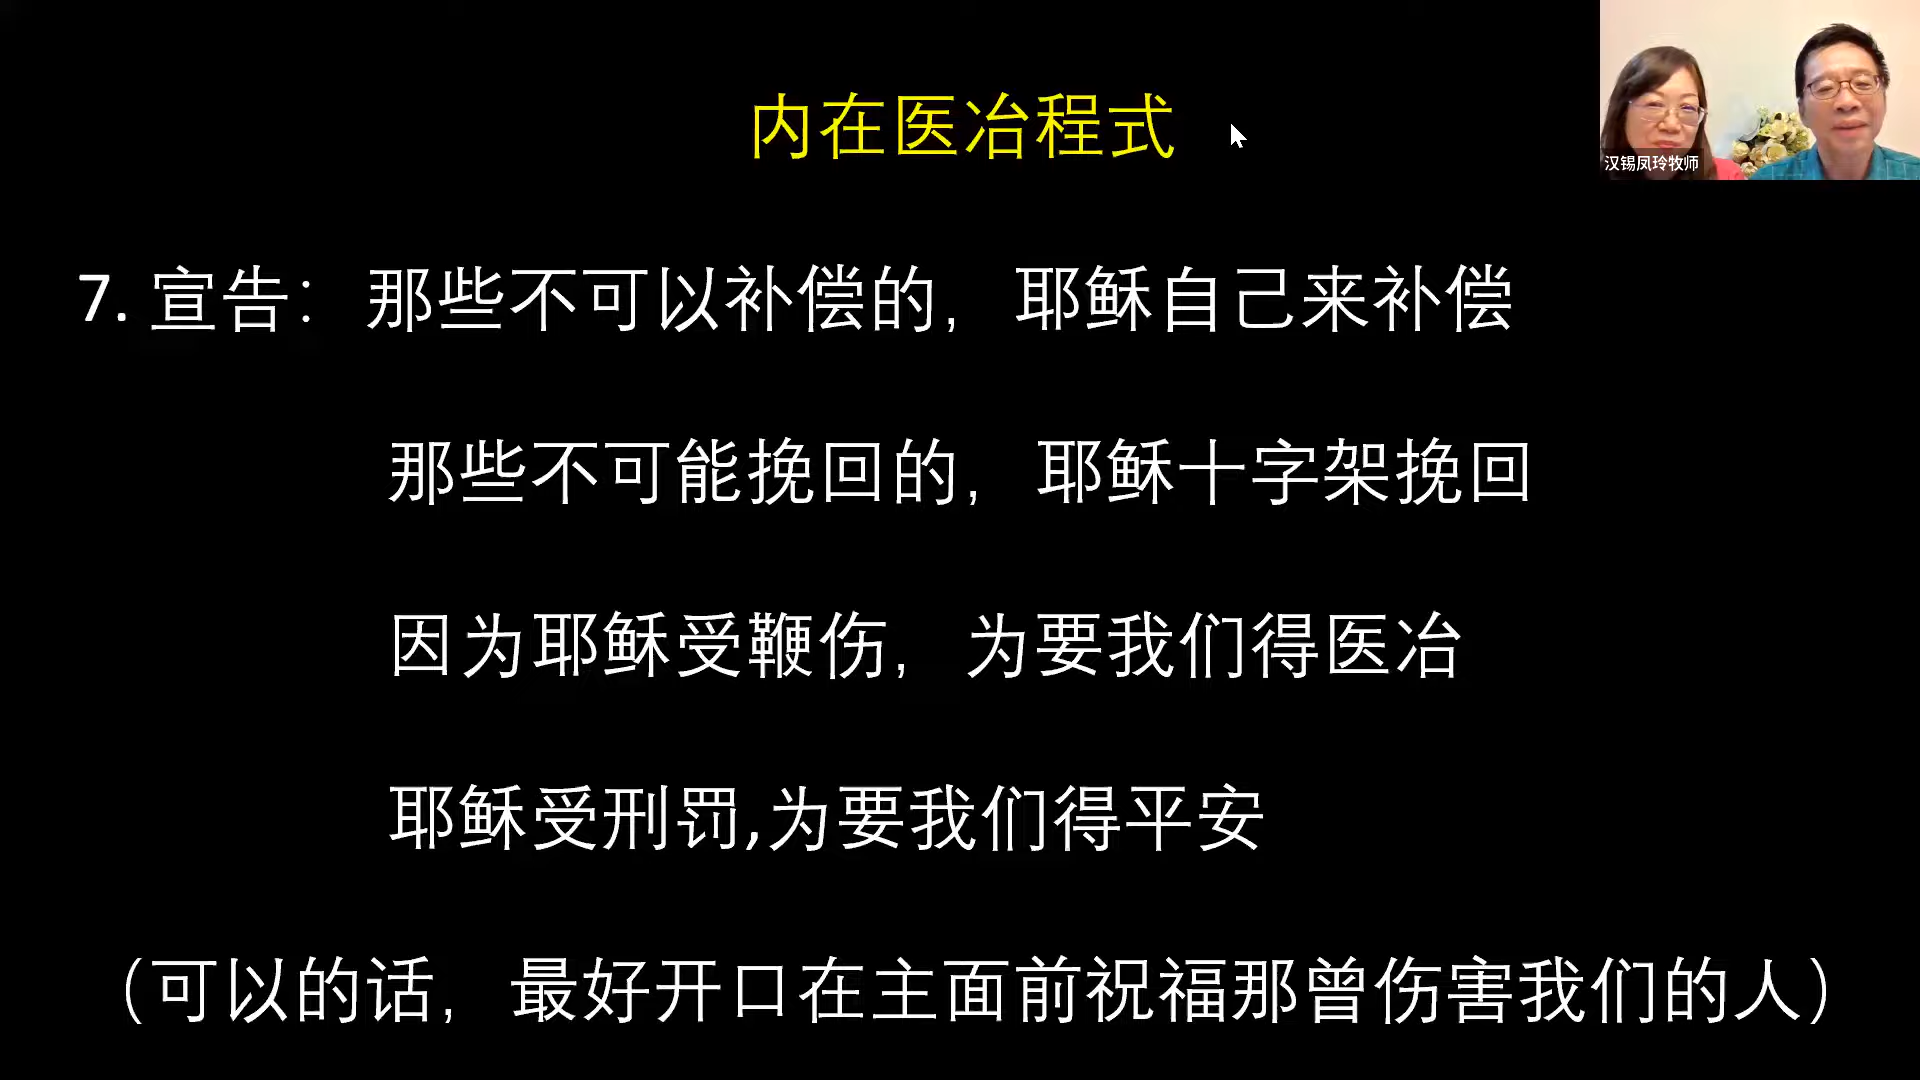 内在医冶程式
汉锡凤玲牧师
7. 宣告： 那些不可以补偿的， 耶稣自己来补偿
那些不可能挽回的， 耶稣十字架挽回
因为耶稣受鞭伤， 为要我们得医冶
耶稣受刑罚,为要我们得平安
（可以的话， 最好开口在主面前祝福那曾伤害我们的人）